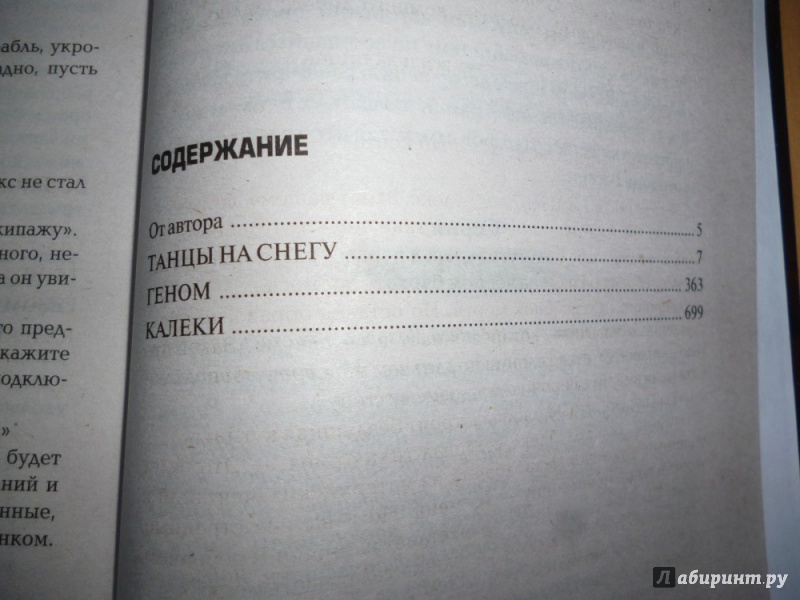 абль, укро-
адно, пусть
кс не стал
кипажу».
ного, не-
а он уви-
го пред-
кажите
одклю-
»
будет
ний и
нные,
нком.
СОДЕРЖАНИЕ
От автора ........ 5
ТАНЦЫ НА СНЕГУ ........ 7
ГЕНОМ ........ 363
КАЛЕКИ ........ 699
Лабиринт.ру